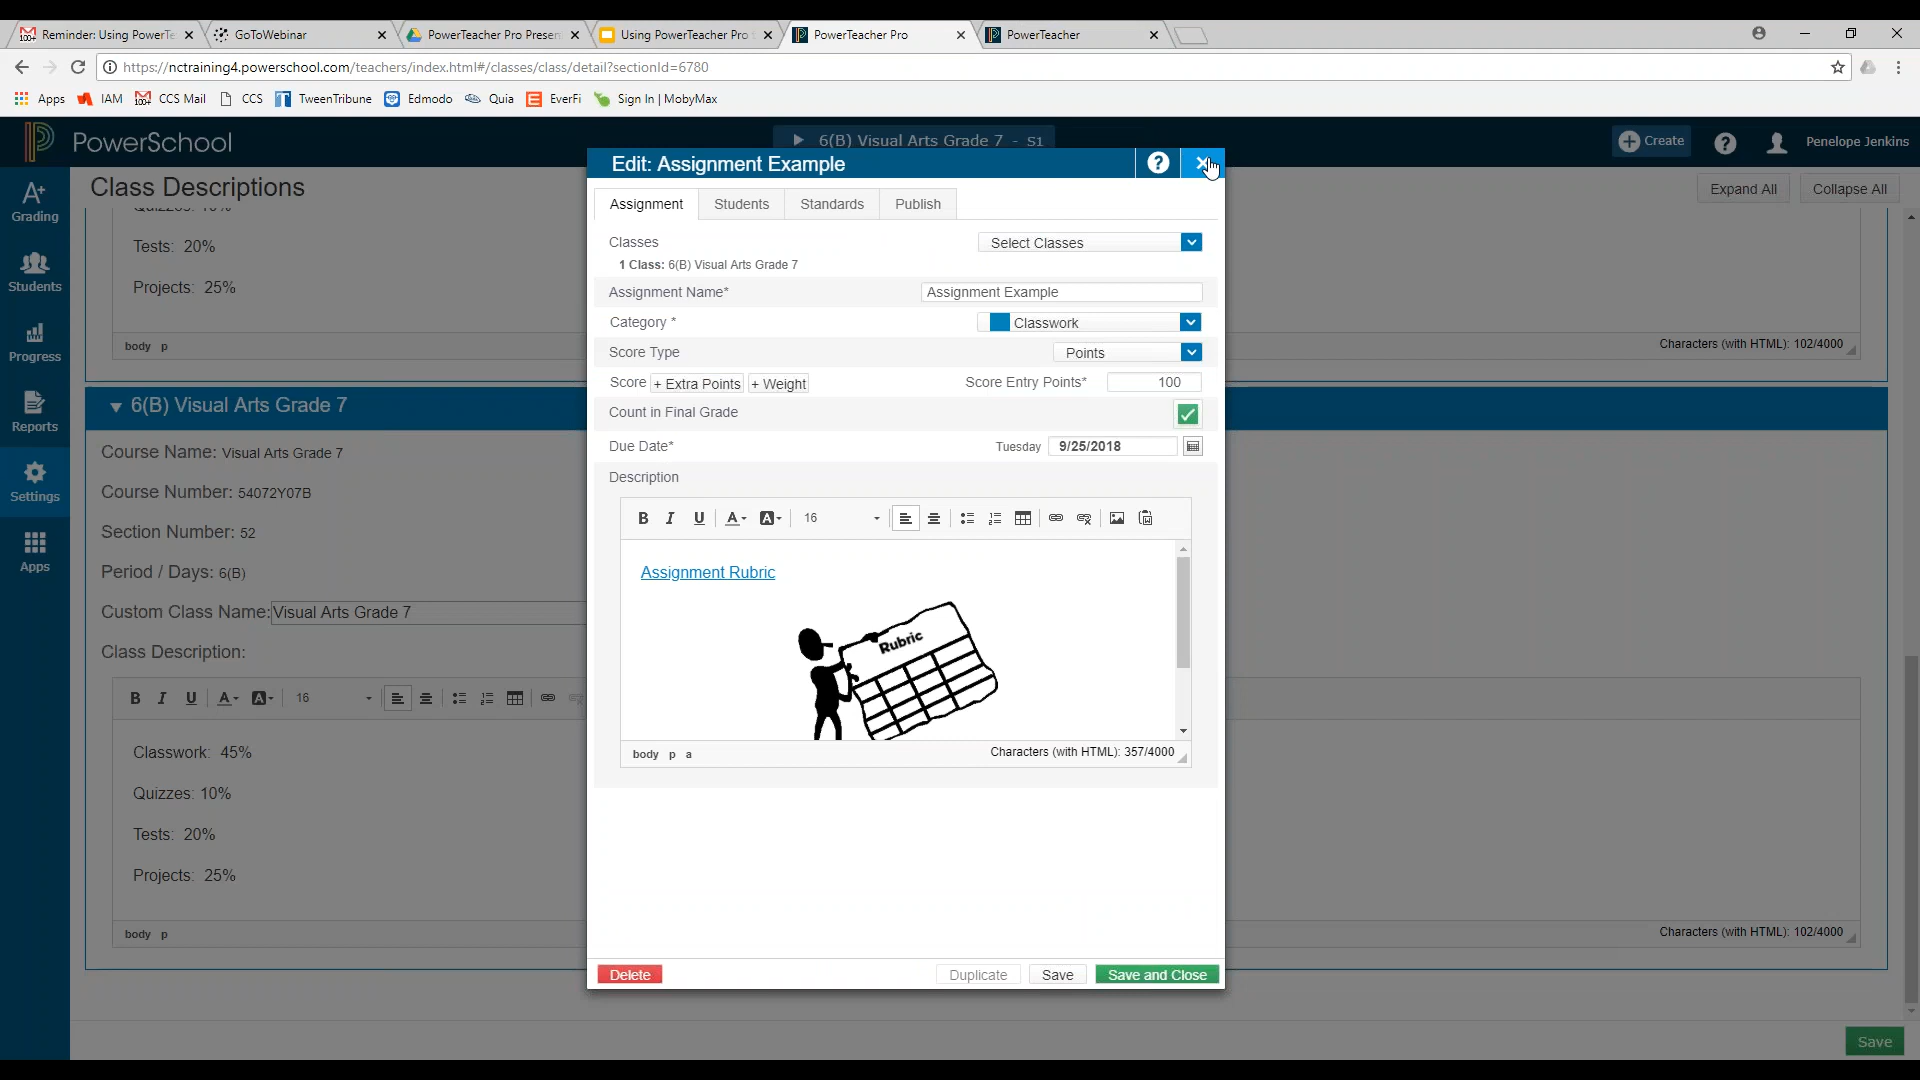 Reminder: Using PowerTe
GoToWebinar
PowerTeacher Pro Presen
Using PowerTeacher Pro t
PowerTeacher Pro
PowerTeacher
https://nctraining4.powerschool.com/teachers/index.html#/classes/class/detail?sectionId=6780
Apps IAM CCS Mail CCS TweenTribune Edmodo Quia EverFi Sign In | MobyMax
PowerSchool
6(B) Visual Arts Grade 7 - S1
Create
Penelope Jenkins
Grading
Students
Progress
Reports
Settings
Apps
Class Descriptions
Expand All
Collapse All
Tests: 20%
Projects: 25%
body p
Characters (with HTML): 102/4000
6(B) Visual Arts Grade 7
Course Name: Visual Arts Grade 7
Course Number: 54072Y07B
Section Number: 52
Period / Days: 6(B)
Custom Class Name: Visual Arts Grade 7
Class Description:
B I U A A 16
Classwork: 45%
Quizzes: 10%
Tests: 20%
Projects: 25%
body p
Characters (with HTML): 102/4000
Save
Edit: Assignment Example
Assignment Students Standards Publish
Classes Select Classes
1 Class: 6(B) Visual Arts Grade 7
Assignment Name* Assignment Example
Category * Classwork
Score Type Points
Score + Extra Points + Weight Score Entry Points* 100
Count in Final Grade
Due Date* Tuesday 9/25/2018
Description
B I U A A 16
Assignment Rubric
Rubric
body p a
Characters (with HTML): 357/4000
Delete
Duplicate
Save
Save and Close